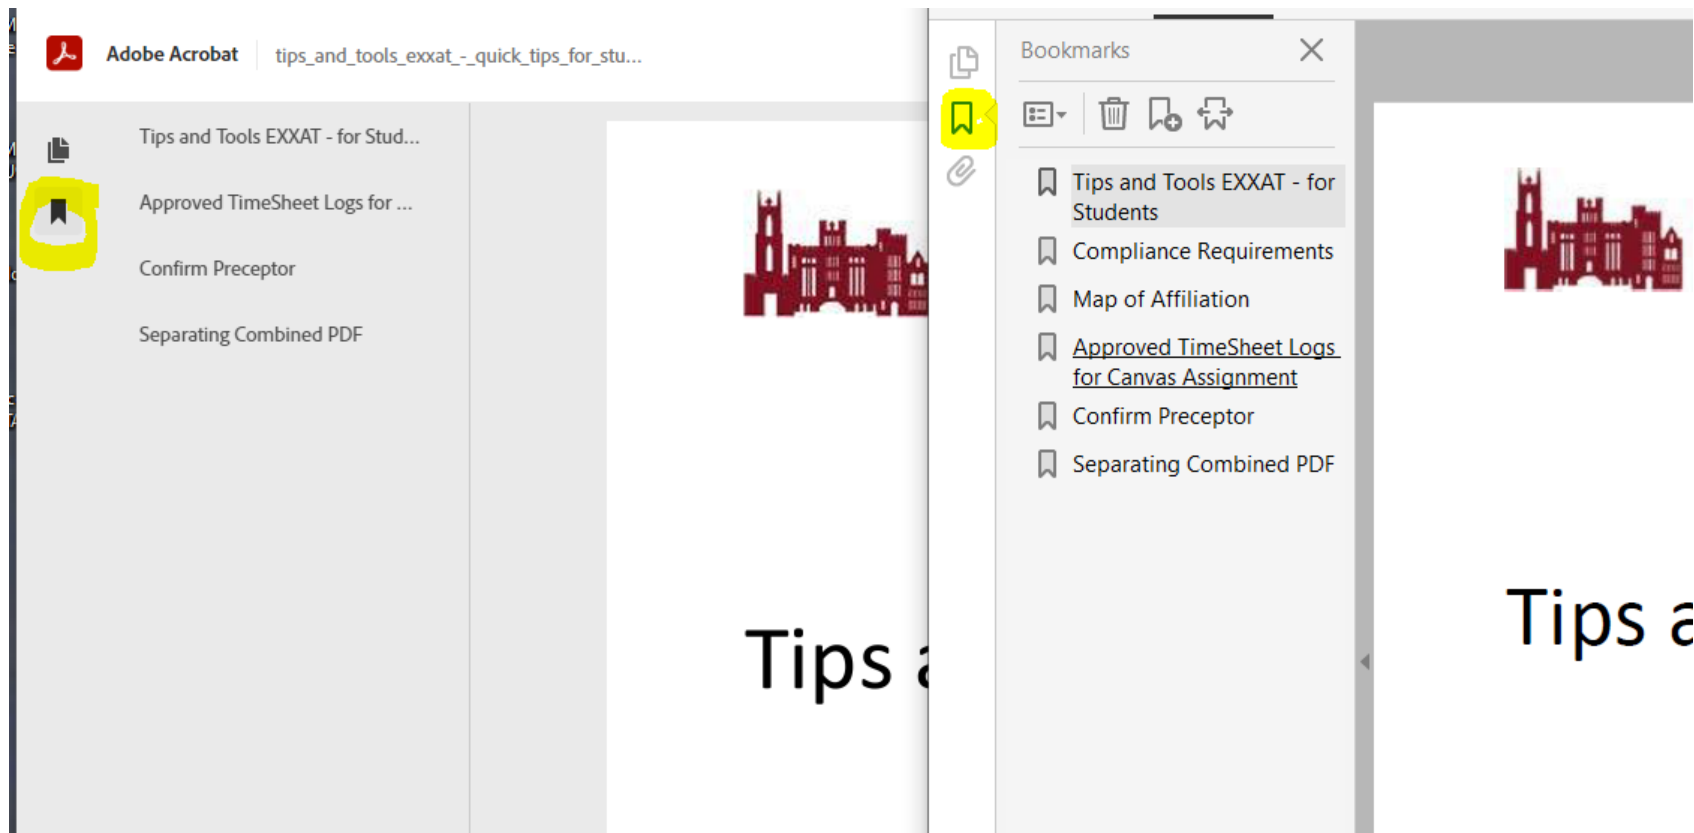 Adobe Acrobat
tips_and_tools_exxat_-_quick_tips_for_stu...
Tips and Tools EXXAT - for Stud...
Approved TimeSheet Logs for ...
Confirm Preceptor
Separating Combined PDF
Tips
Bookmarks
Tips and Tools EXXAT - for
Students
Compliance Requirements
Map of Affiliation
Approved TimeSheet Logs
for Canvas Assignment
Confirm Preceptor
Separating Combined PDF
Tips a